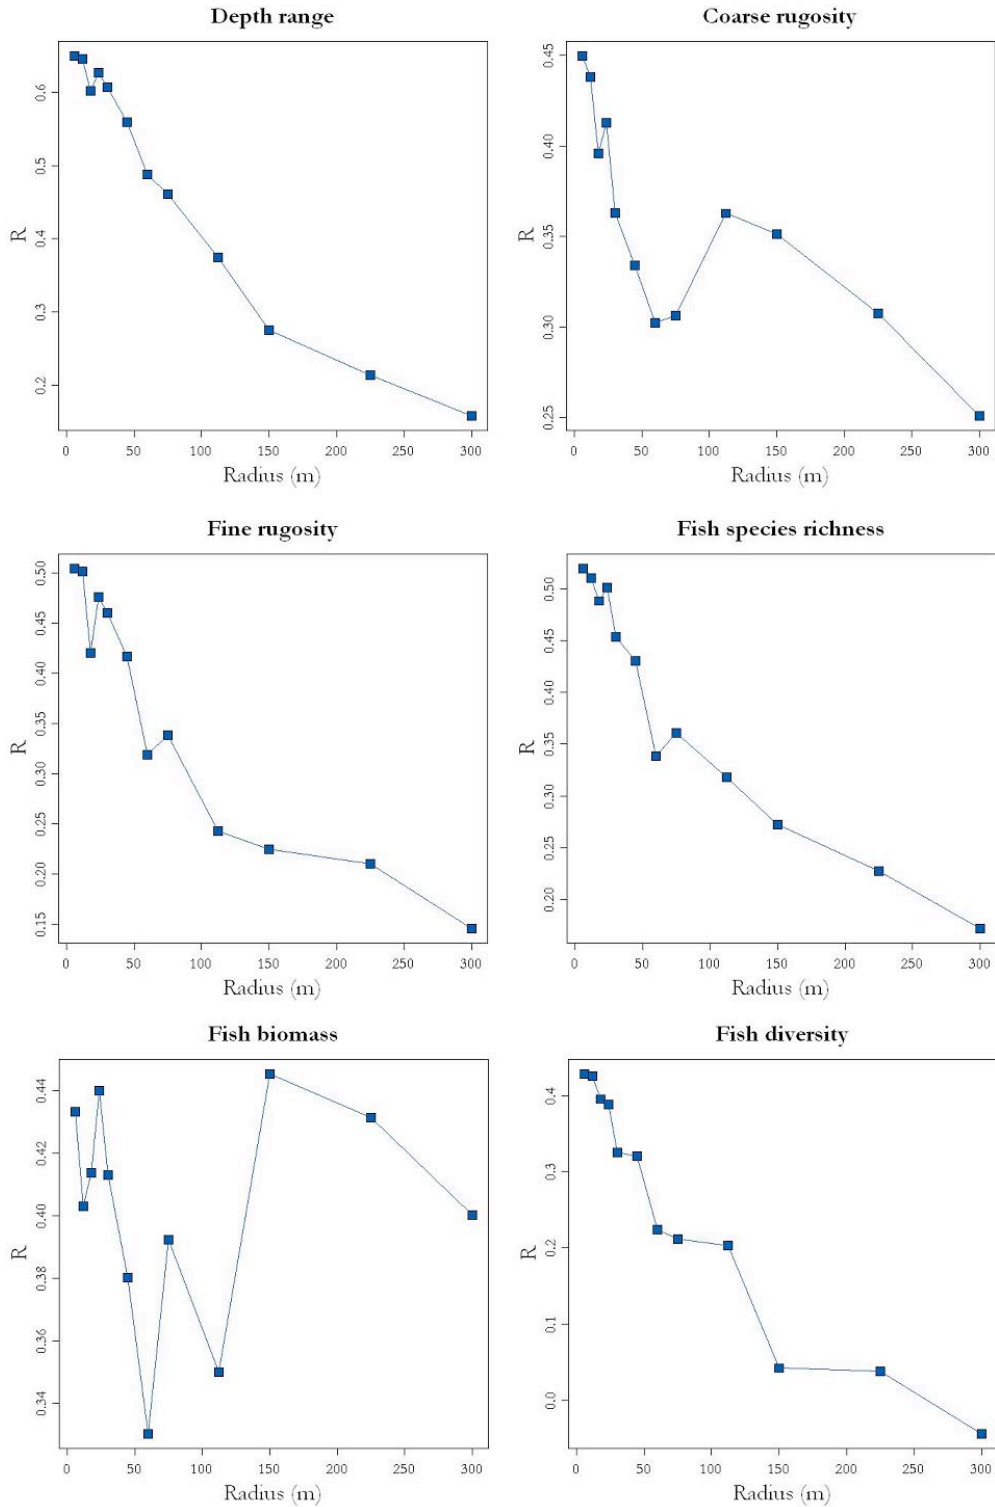 Depth range
R
0.6
0.5
0.4
0.3
0.2
0 50 100 150 200 250 300
Radius (m)
Coarse rugosity
R
0.45
0.40
0.35
0.30
0.25
0 50 100 150 200 250 300
Radius (m)
Fine rugosity
R
0.50
0.45
0.40
0.35
0.30
0.25
0.20
0.15
0 50 100 150 200 250 300
Radius (m)
Fish species richness
R
0.50
0.45
0.40
0.35
0.30
0.25
0.20
0 50 100 150 200 250 300
Radius (m)
Fish biomass
R
0.44
0.42
0.40
0.38
0.36
0.34
0 50 100 150 200 250 300
Radius (m)
Fish diversity
R
0.4
0.3
0.2
0.1
0.0
0 50 100 150 200 250 300
Radius (m)